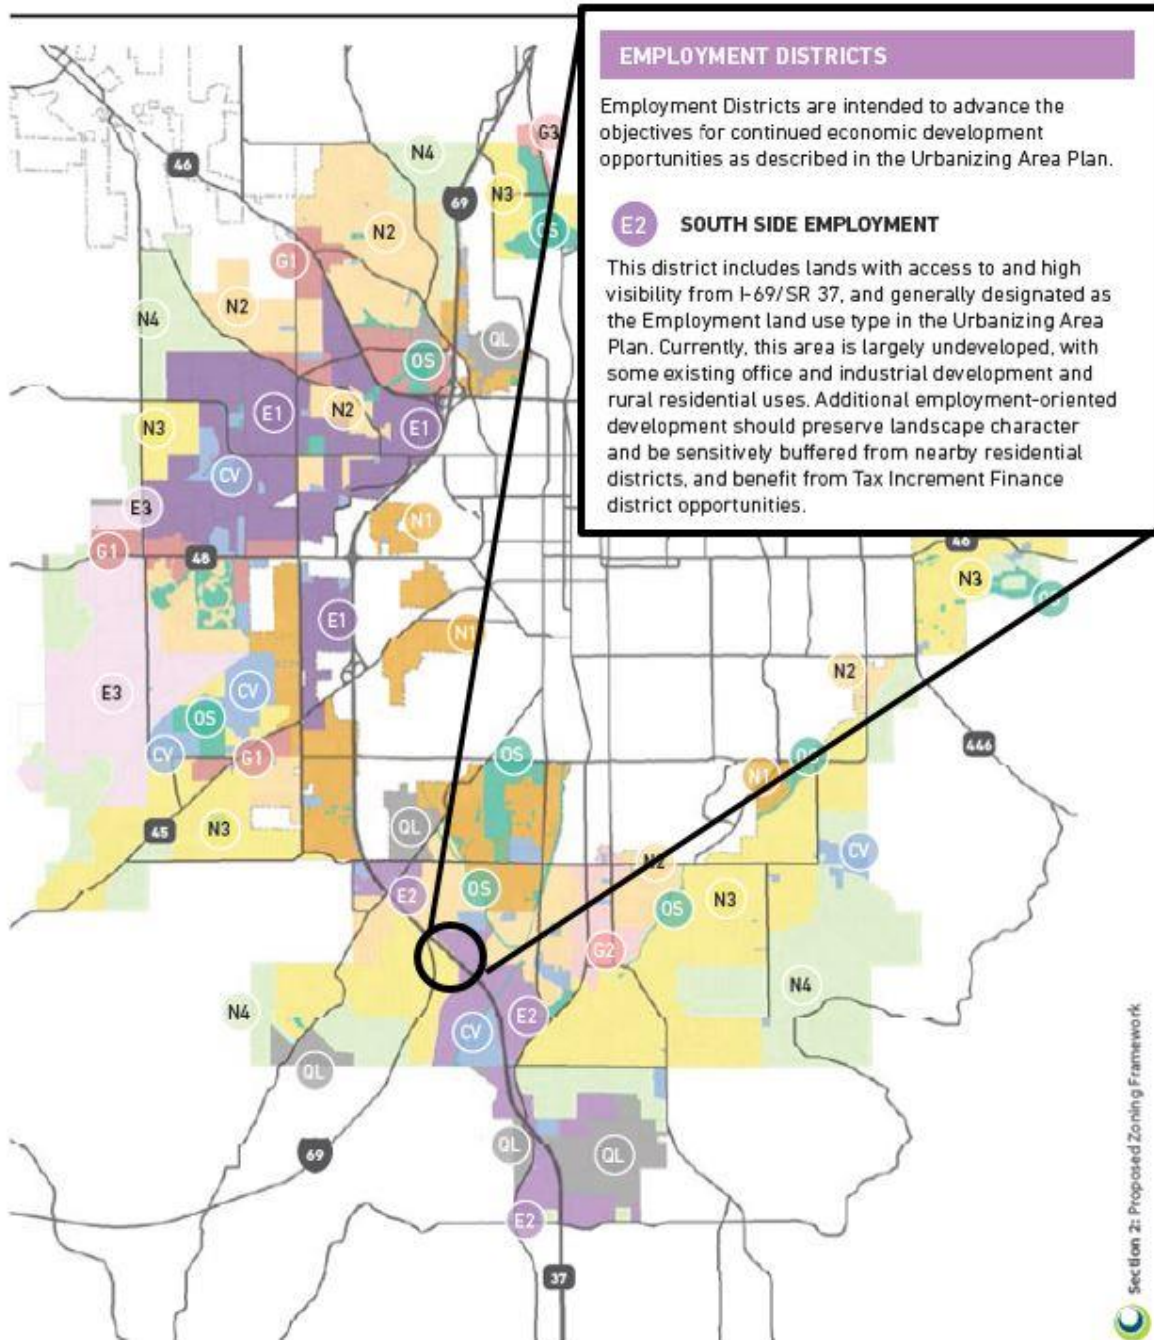 EMPLOYMENT DISTRICTS
Employment Districts are intended to advance the
objectives for continued economic development
opportunities as described in the Urbanizing Area Plan.
E2 SOUTH SIDE EMPLOYMENT
This district includes lands with access to and high
visibility from I-69/SR 37, and generally designated as
the Employment land use type in the Urbanizing Area
Plan. Currently, this area is largely undeveloped, with
some existing office and industrial development and
rural residential uses. Additional employment-oriented
development should preserve landscape character
and be sensitively buffered from nearby residential
districts, and benefit from Tax Increment Finance
district opportunities.
G3
46
N4
69
N3
N2
OS
G1
N2
N4
QL
OS
E1
N2
N3
E1
CV
E3
N1
G1
48
46
N3
OS
E1
N1
N2
E3
CV
OS
446
CV
G1
OS
OS
N1
45
N3
QL
CV
N2
E2
OS
N3
OS
G2
N4
N4
E2
CV
QL
QL
QL
69
E2
37
Section 2: Proposed Zoning Framework